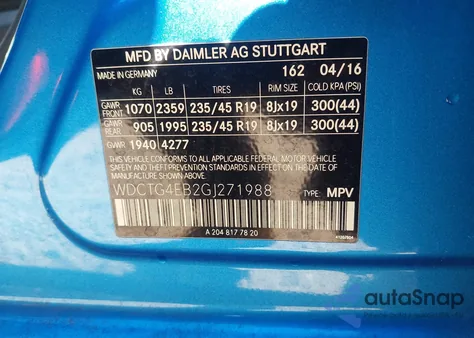 MFD BY DAIMLER AG STUTTGART
MADE IN GERMANY 162 04/16
KG LB TIRES RIM SIZE COLD KPA(PSI)
GAWR FRONT 1070 2359 235/45 R19 8Jx19 300(44)
GAWR REAR 905 1995 235/45 R19 8Jx19 300(44)
GVWR 1940 4277
THIS VEHICLE CONFORMS TO ALL APPLICABLE FEDERAL MOTOR VEHICLE
SAFETY, BUMPER, AND THEFT PREVENTION STANDARDS IN EFFECT
ON THE DATE OF MANUFACTURE SHOWN ABOVE.
WDCTG4EB2GJ271988 TYPE: MPV
A 204 817 78 20
autoSnap